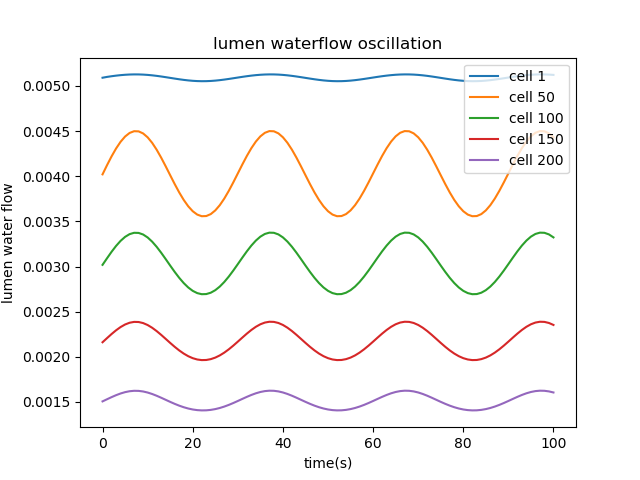 lumen waterflow oscillation
cell 1
cell 50
cell 100
cell 150
cell 200
0.0050
0.0045
0.0040
0.0035
0.0030
0.0025
0.0020
0.0015
lumen water flow
0 20 40 60 80 100
time(s)